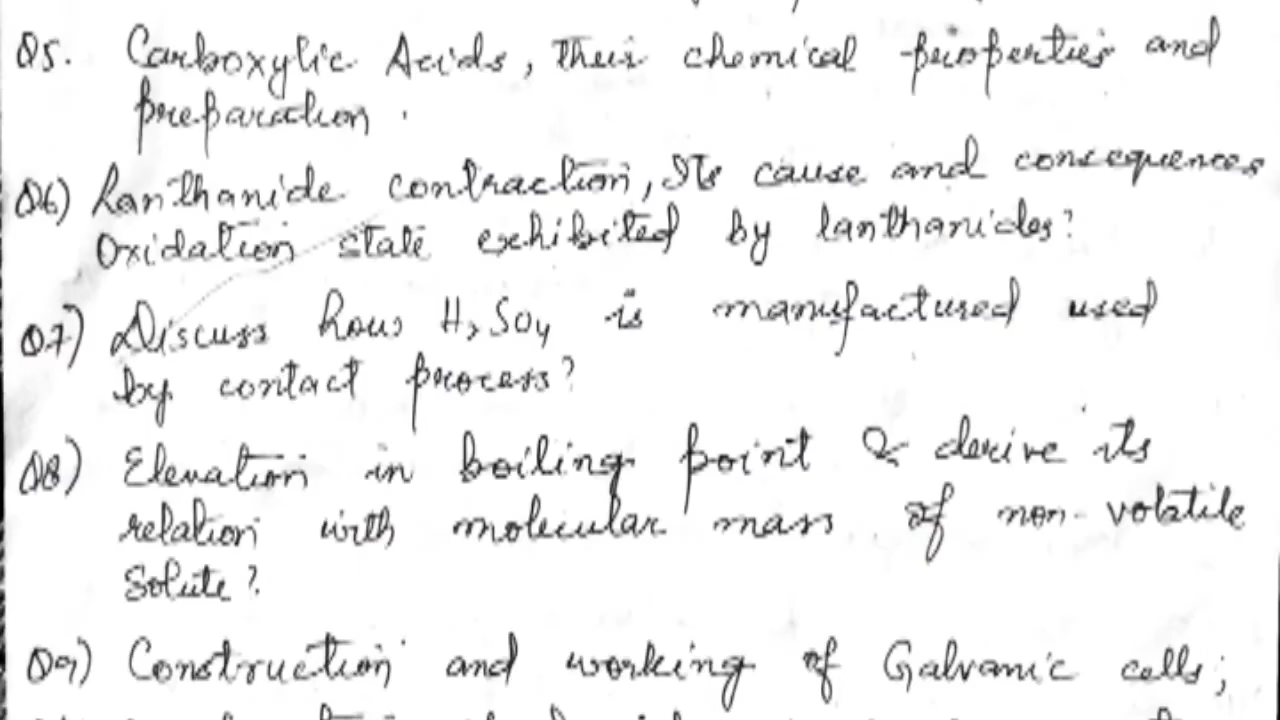 Q5. Carboxylic Acids, Their chemical properties and
preparation.
Q6) Lanthanide contraction, Its cause and consequences
Oxidation state exhibited by lanthanides?
Q7) Discuss how H2SO4 is manufactured used
by contact process?
Q8) Elevation in boiling point & derive its
relation with molecular mass of non-volatile
Solute?
Q9) Construction and working of Galvanic cells;